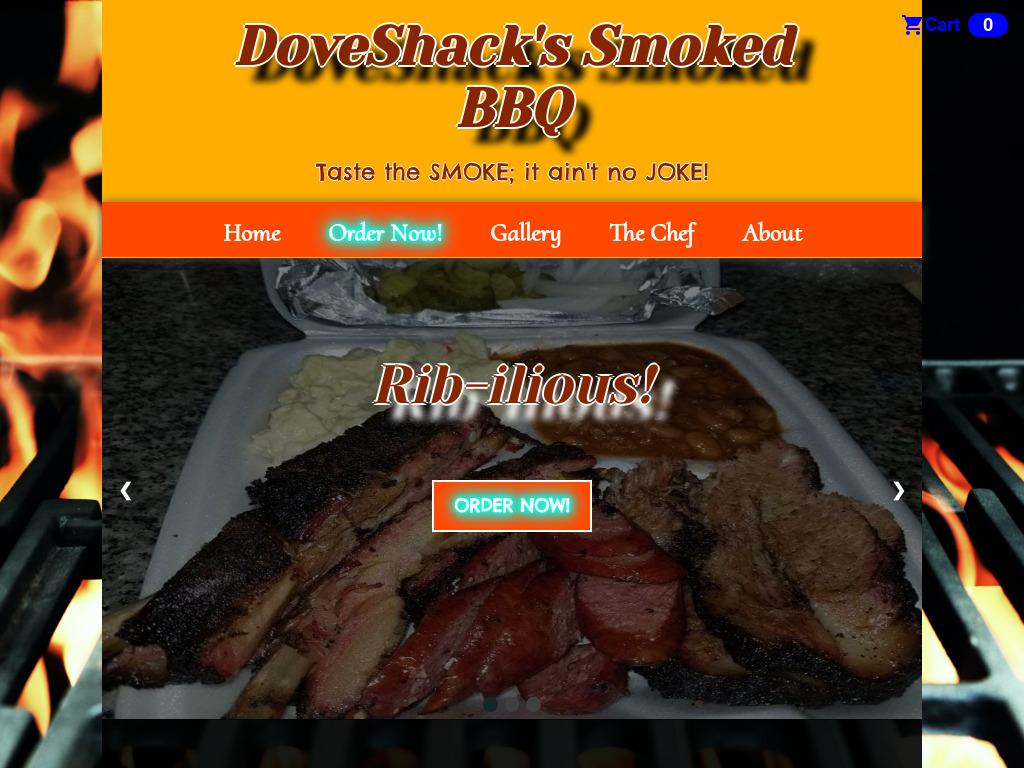 DoveShack's Smoked
BBQ
Cart 0
Taste the SMOKE; it ain't no JOKE!
Home Order Now! Gallery The Chef About
Rib-ilious!
❮ ❯
ORDER NOW!